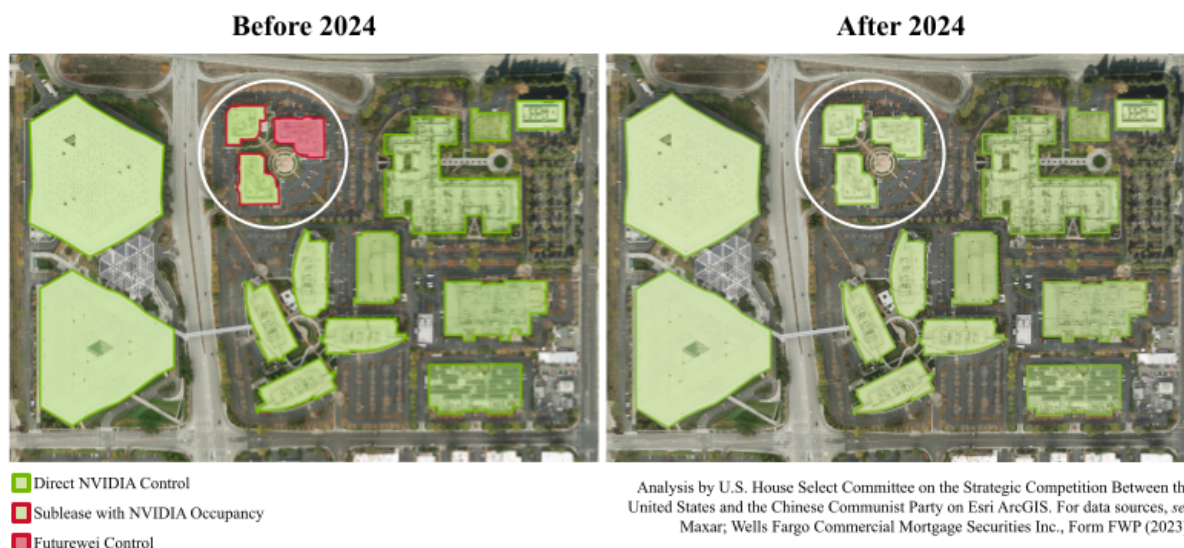 Before 2024
After 2024
Direct NVIDIA Control
Sublease with NVIDIA Occupancy
Futurewei Control
Analysis by U.S. House Select Committee on the Strategic Competition Between th
United States and the Chinese Communist Party on Esri ArcGIS. For data sources, se
Maxar; Wells Fargo Commercial Mortgage Securities Inc., Form FWP (2023)